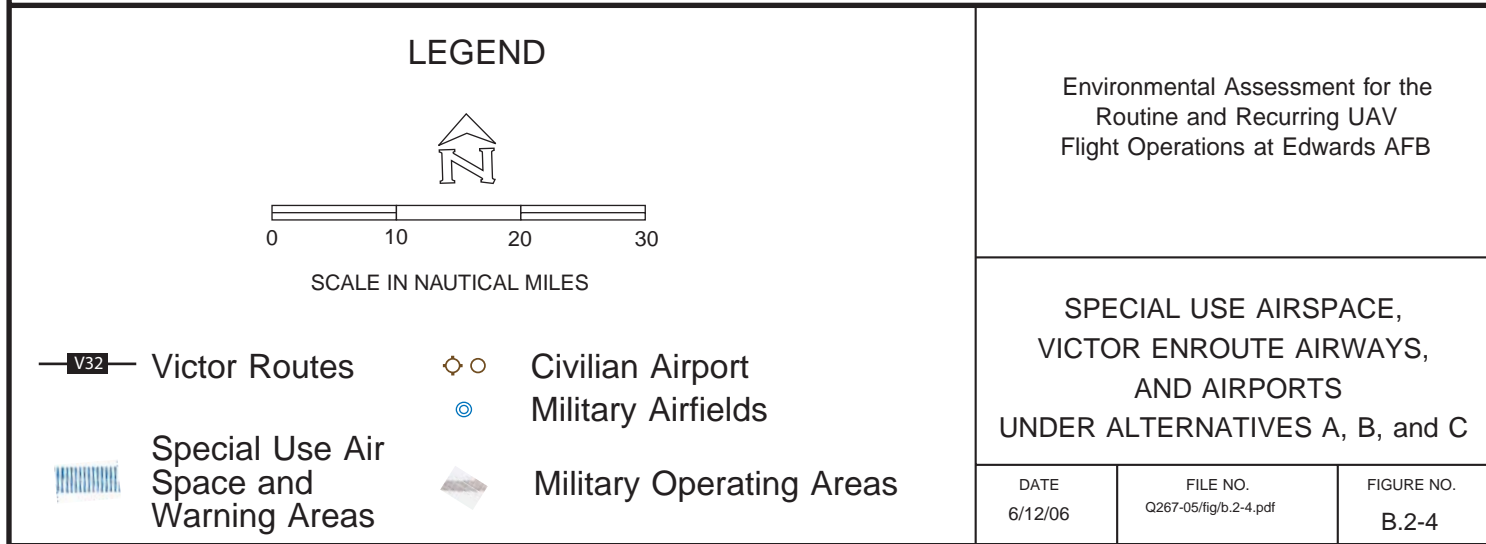 LEGEND
N
0 10 20 30
SCALE IN NAUTICAL MILES
V32 Victor Routes
Civilian Airport
Military Airfields
Special Use Air
Space and
Warning Areas
Military Operating Areas
Environmental Assessment for the
Routine and Recurring UAV
Flight Operations at Edwards AFB
SPECIAL USE AIRSPACE,
VICTOR ENROUTE AIRWAYS,
AND AIRPORTS
UNDER ALTERNATIVES A, B, and C
DATE
6/12/06
FILE NO.
Q267-05/fig/b.2-4.pdf
FIGURE NO.
B.2-4